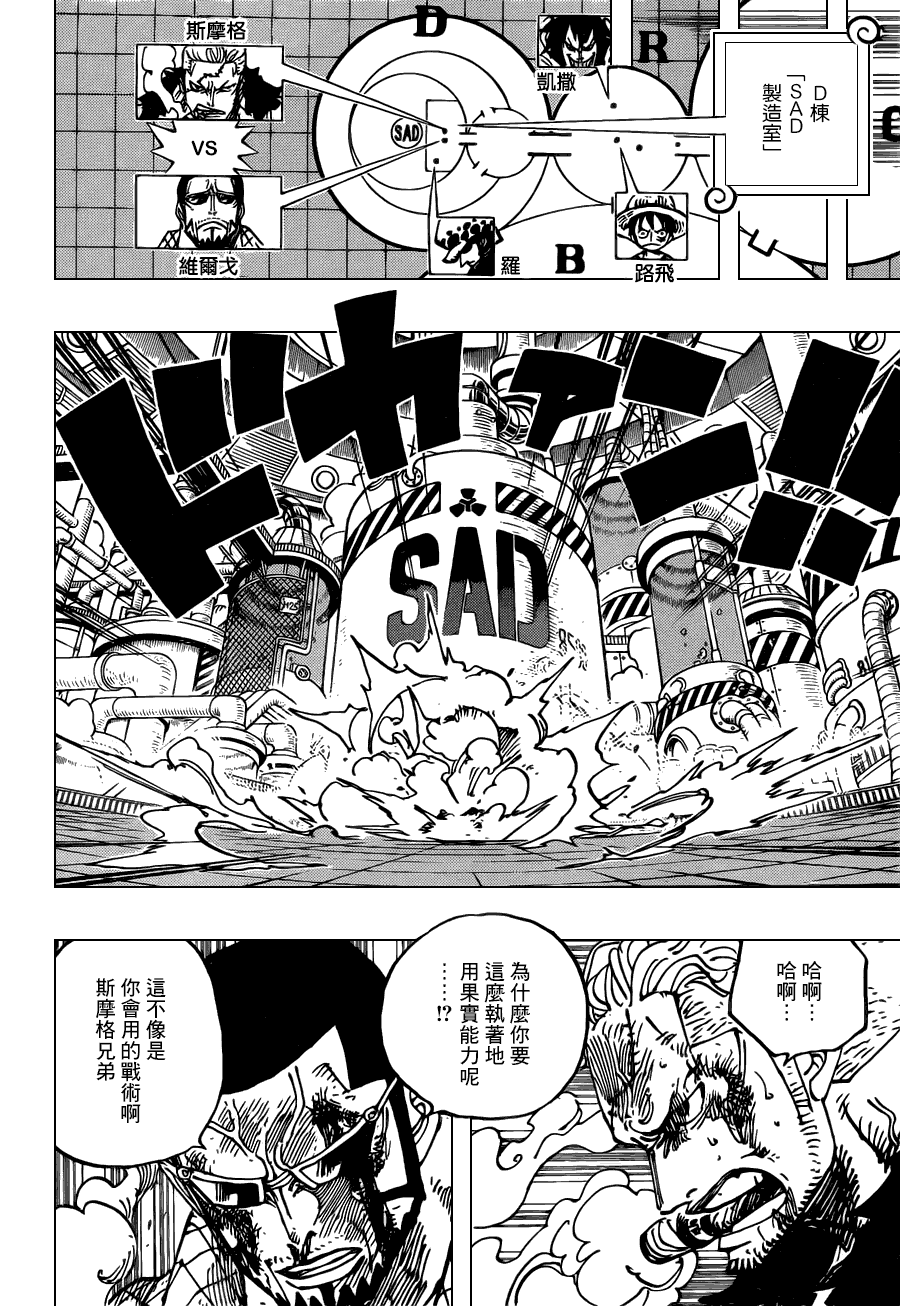 D棟
「SAD
製造室」
R
D
凱撒
斯摩格
VS
維爾戈
SAD
羅
B
路飛
ドカァーン!!
SAD
哈啊…
哈啊…
為什麼你要
這麼執著地
用果實能力呢
……!?
這不像是
你會用的戰術啊
斯摩格兄弟